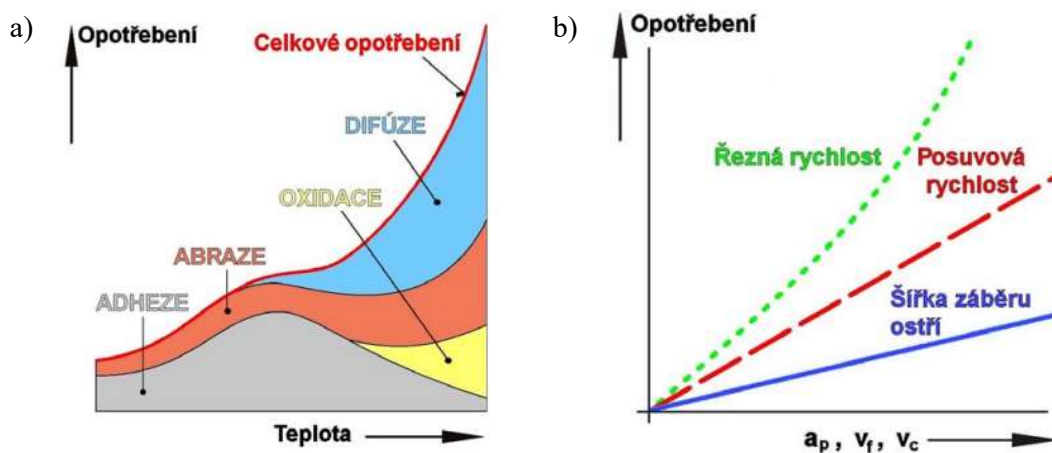 a)
Opotřebení
Celkové opotřebení
DIFÚZE
OXIDACE
ABRAZE
ADHEZE
Teplota
b)
Opotřebení
Řezná rychlost
Posuvová
rychlost
Šířka záběru
ostří
ap , vf , vc